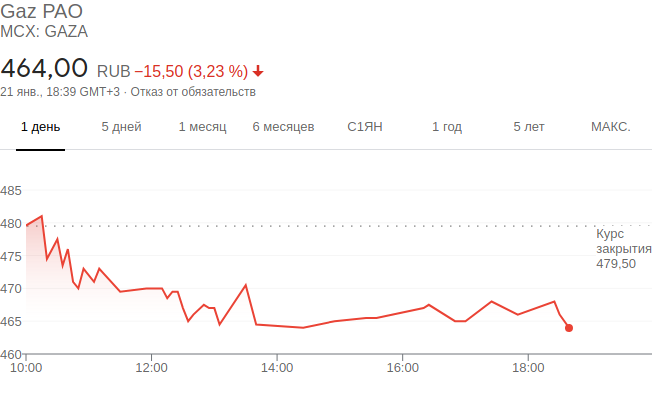 Gaz PAO
MCX: GAZA
464,00 RUB −15,50 (3,23 %)
21 янв., 18:39 GMT+3 · Отказ от обязательств
1 день 5 дней 1 месяц 6 месяцев С1ЯН 1 год 5 лет МАКС.
485
480
Курс
закрытия
479,50
475
470
465
460
10:00 12:00 14:00 16:00 18:00